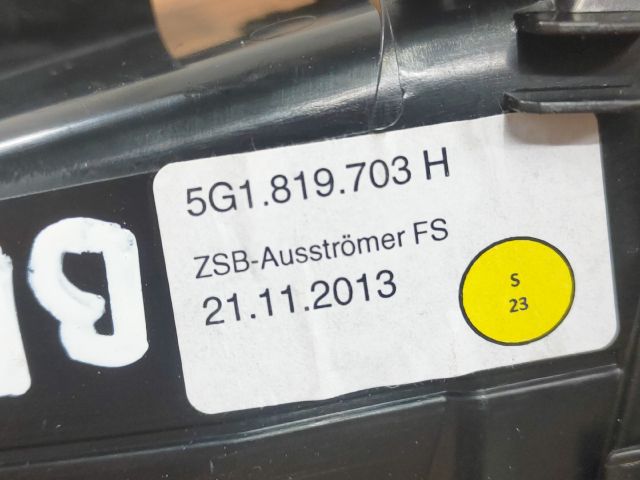 5G1.819.703 H
ZSB-Ausströmer FS
21.11.2013
S
23